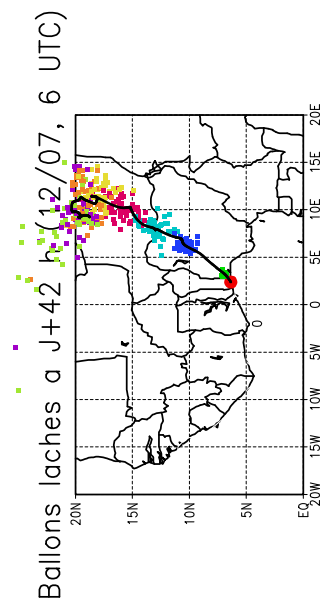 Ballons laches a J+42 h (12/07, 6 UTC)
20N
15N
10N
5N
EQ
20W
15W
10W
5W
0
5E
10E
15E
20E
0